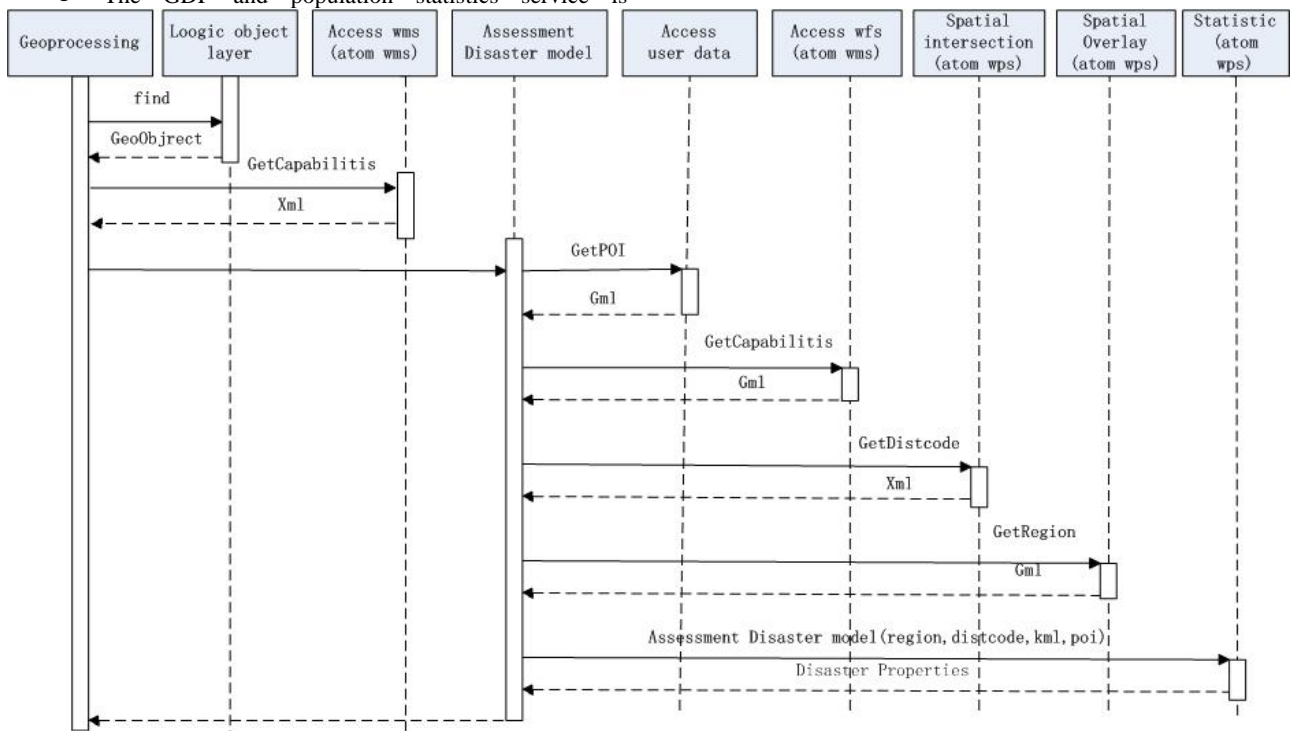 The GDP and population statistics service is
Geoprocessing
Loogic object
layer
Access wms
(atom wms)
Assessment
Disaster model
Access
user data
Access wfs
(atom wms)
Spatial
intersection
(atom wps)
Spatial
Overlay
(atom wps)
Statistic
(atom
wps)
find
GeoObjrect
GetCapabilitis
Xml
GetPOI
Gml
GetCapabilitis
Gml
GetDistcode
Xml
GetRegion
Gml
Assessment Disaster model(region,distcode,kml,poi)
Disaster Properties